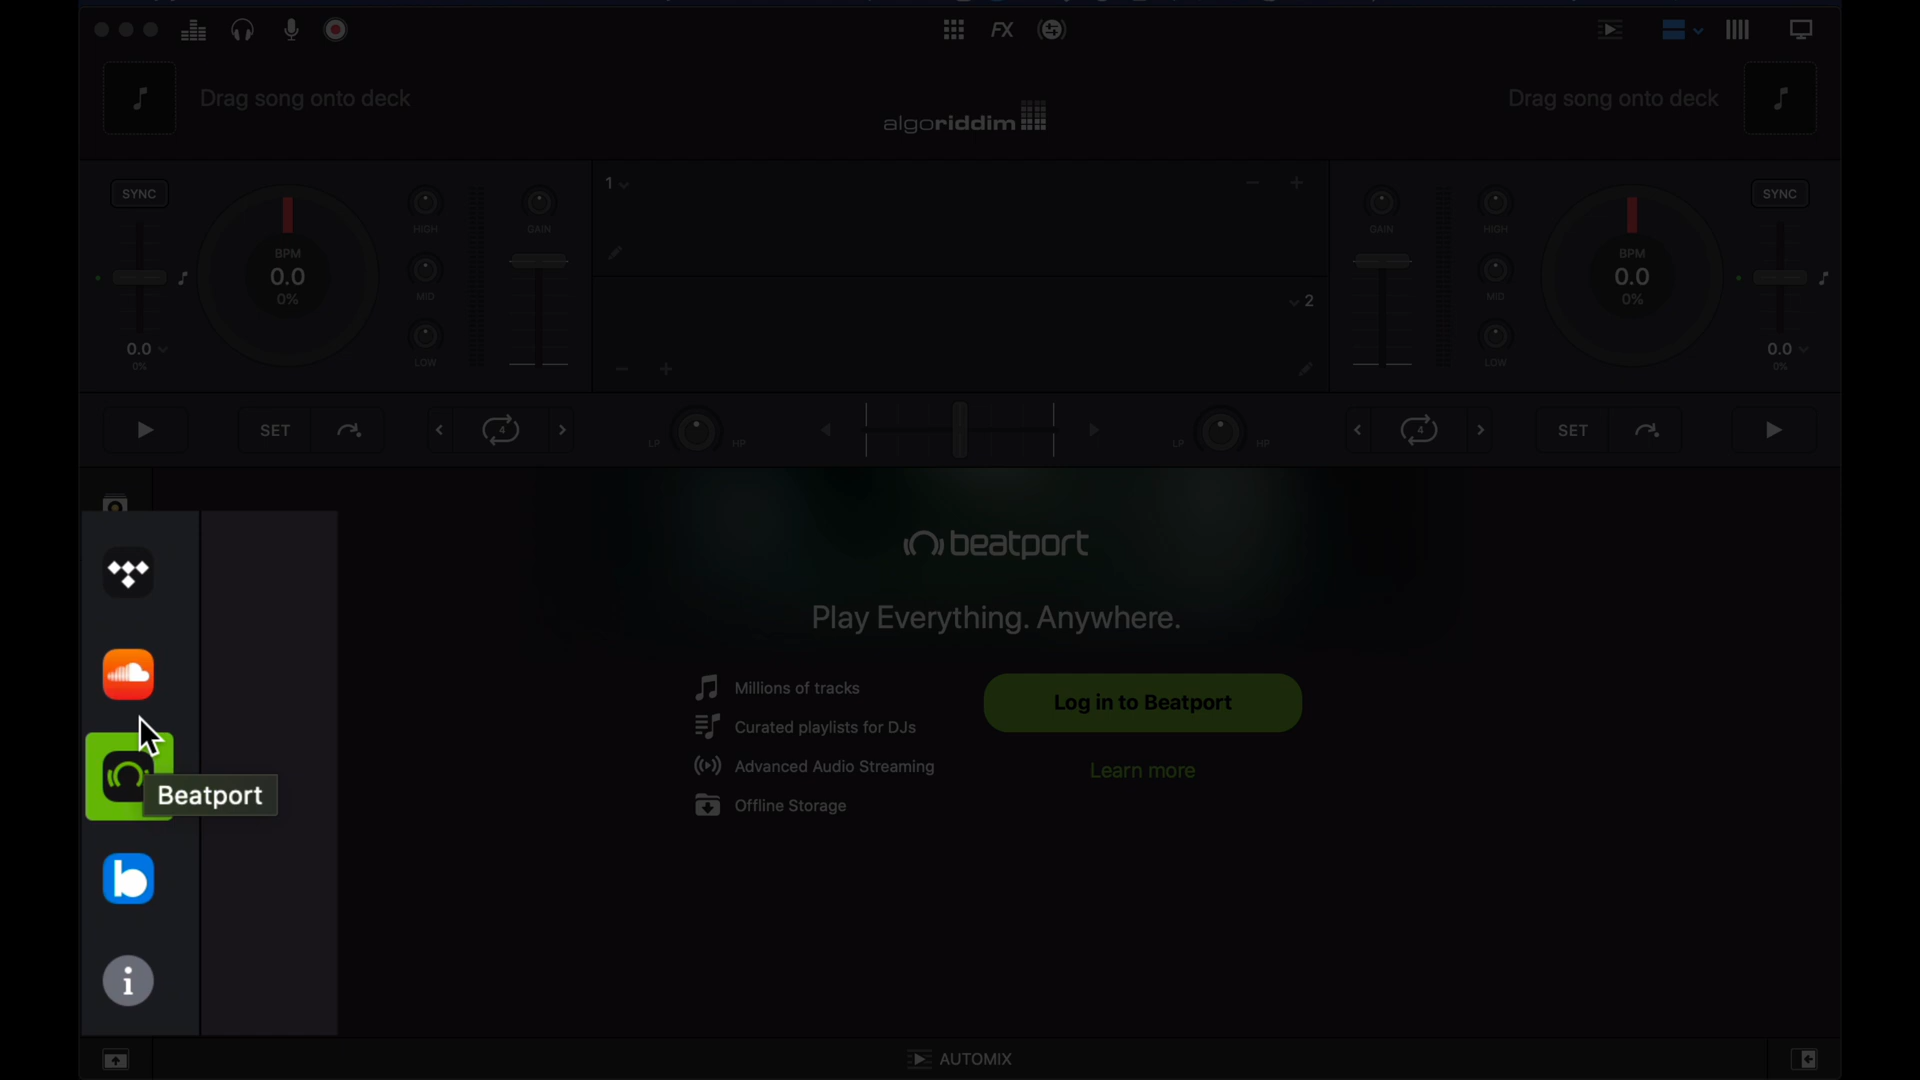 FX
Drag song onto deck
algoriddim
Drag song onto deck
SYNC
HIGH
GAIN
1
GAIN
HIGH
SYNC
BPM
0.0
0%
MID
BPM
0.0
0%
MID
2
0.0
0%
LOW
LOW
0.0
0%
SET
4
LP
HP
LP
HP
4
SET
beatport
Play Everything. Anywhere.
Millions of tracks
Curated playlists for DJs
Advanced Audio Streaming
Offline Storage
Log in to Beatport
Learn more
Beatport
b
i
AUTOMIX